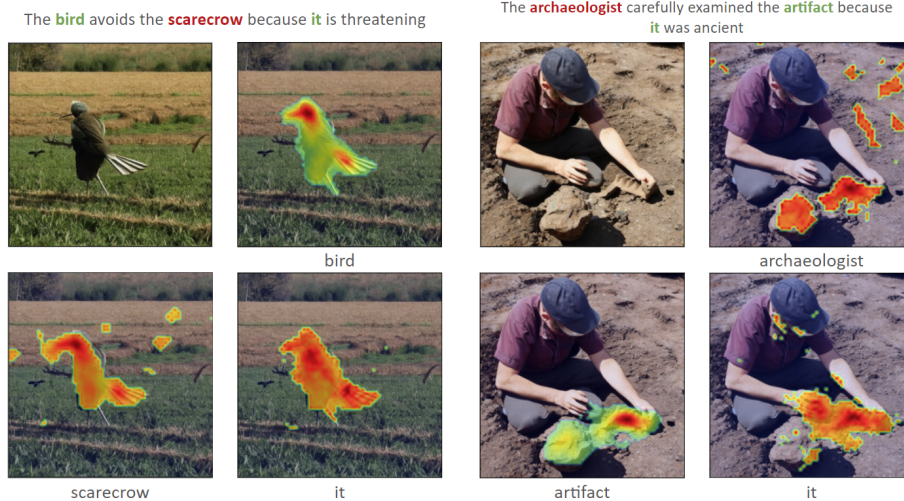 The bird avoids the scarecrow because it is threatening
The archaeologist carefully examined the artifact because
it was ancient
bird
archaeologist
scarecrow
it
artifact
it